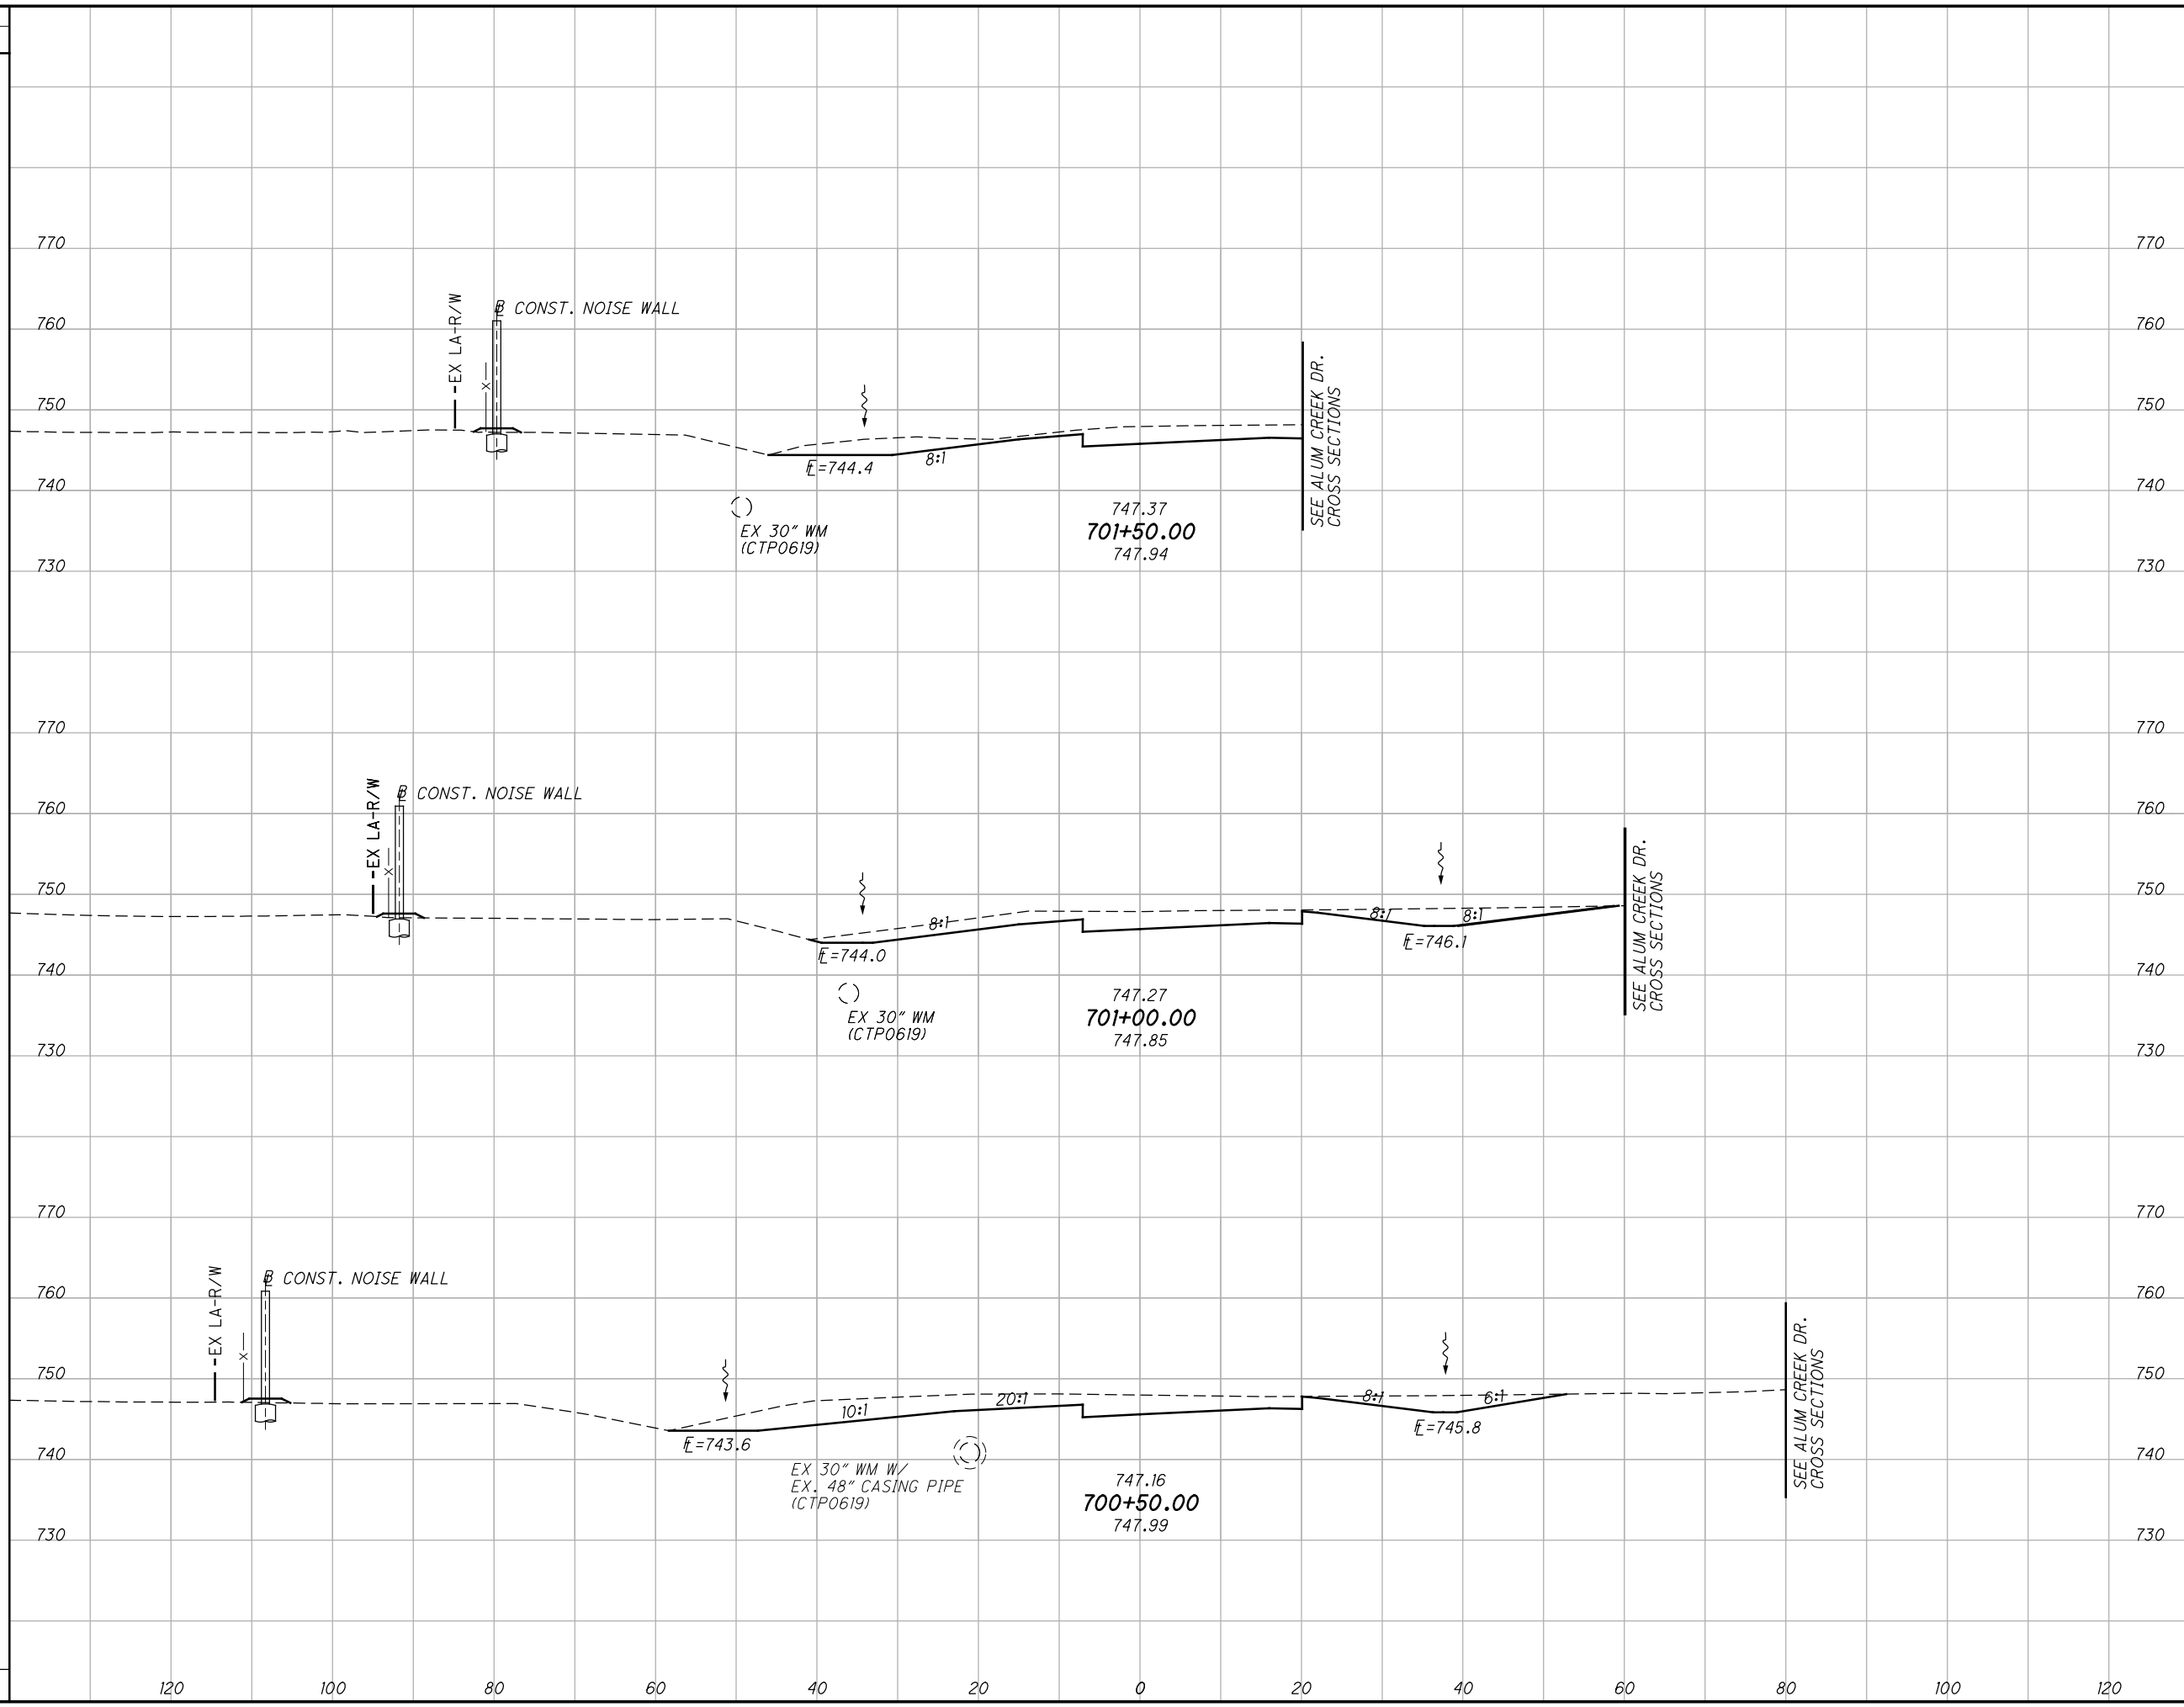 770
770
EX LA-R/W
℄ CONST. NOISE WALL
760
760
x
SEE ALUM CREEK DR.
CROSS SECTIONS
750
750
8:1
FL=744.4
740
740
EX 30" WM
(CTP0619)
747.37
701+50.00
747.94
730
730
770
770
EX LA-R/W
℄ CONST. NOISE WALL
760
760
x
SEE ALUM CREEK DR.
CROSS SECTIONS
750
750
8:1
8:1
8:1
FL=744.0
FL=746.1
740
740
EX 30" WM
(CTP0619)
747.27
701+00.00
747.85
730
730
770
770
EX LA-R/W
℄ CONST. NOISE WALL
760
760
x
SEE ALUM CREEK DR.
CROSS SECTIONS
750
750
10:1
20:1
8:1
6:1
FL=743.6
FL=745.8
740
740
EX 30" WM W/
EX. 48" CASING PIPE
(CTP0619)
747.16
700+50.00
747.99
730
730
120 100 80 60 40 20 0 20 40 60 80 100 120